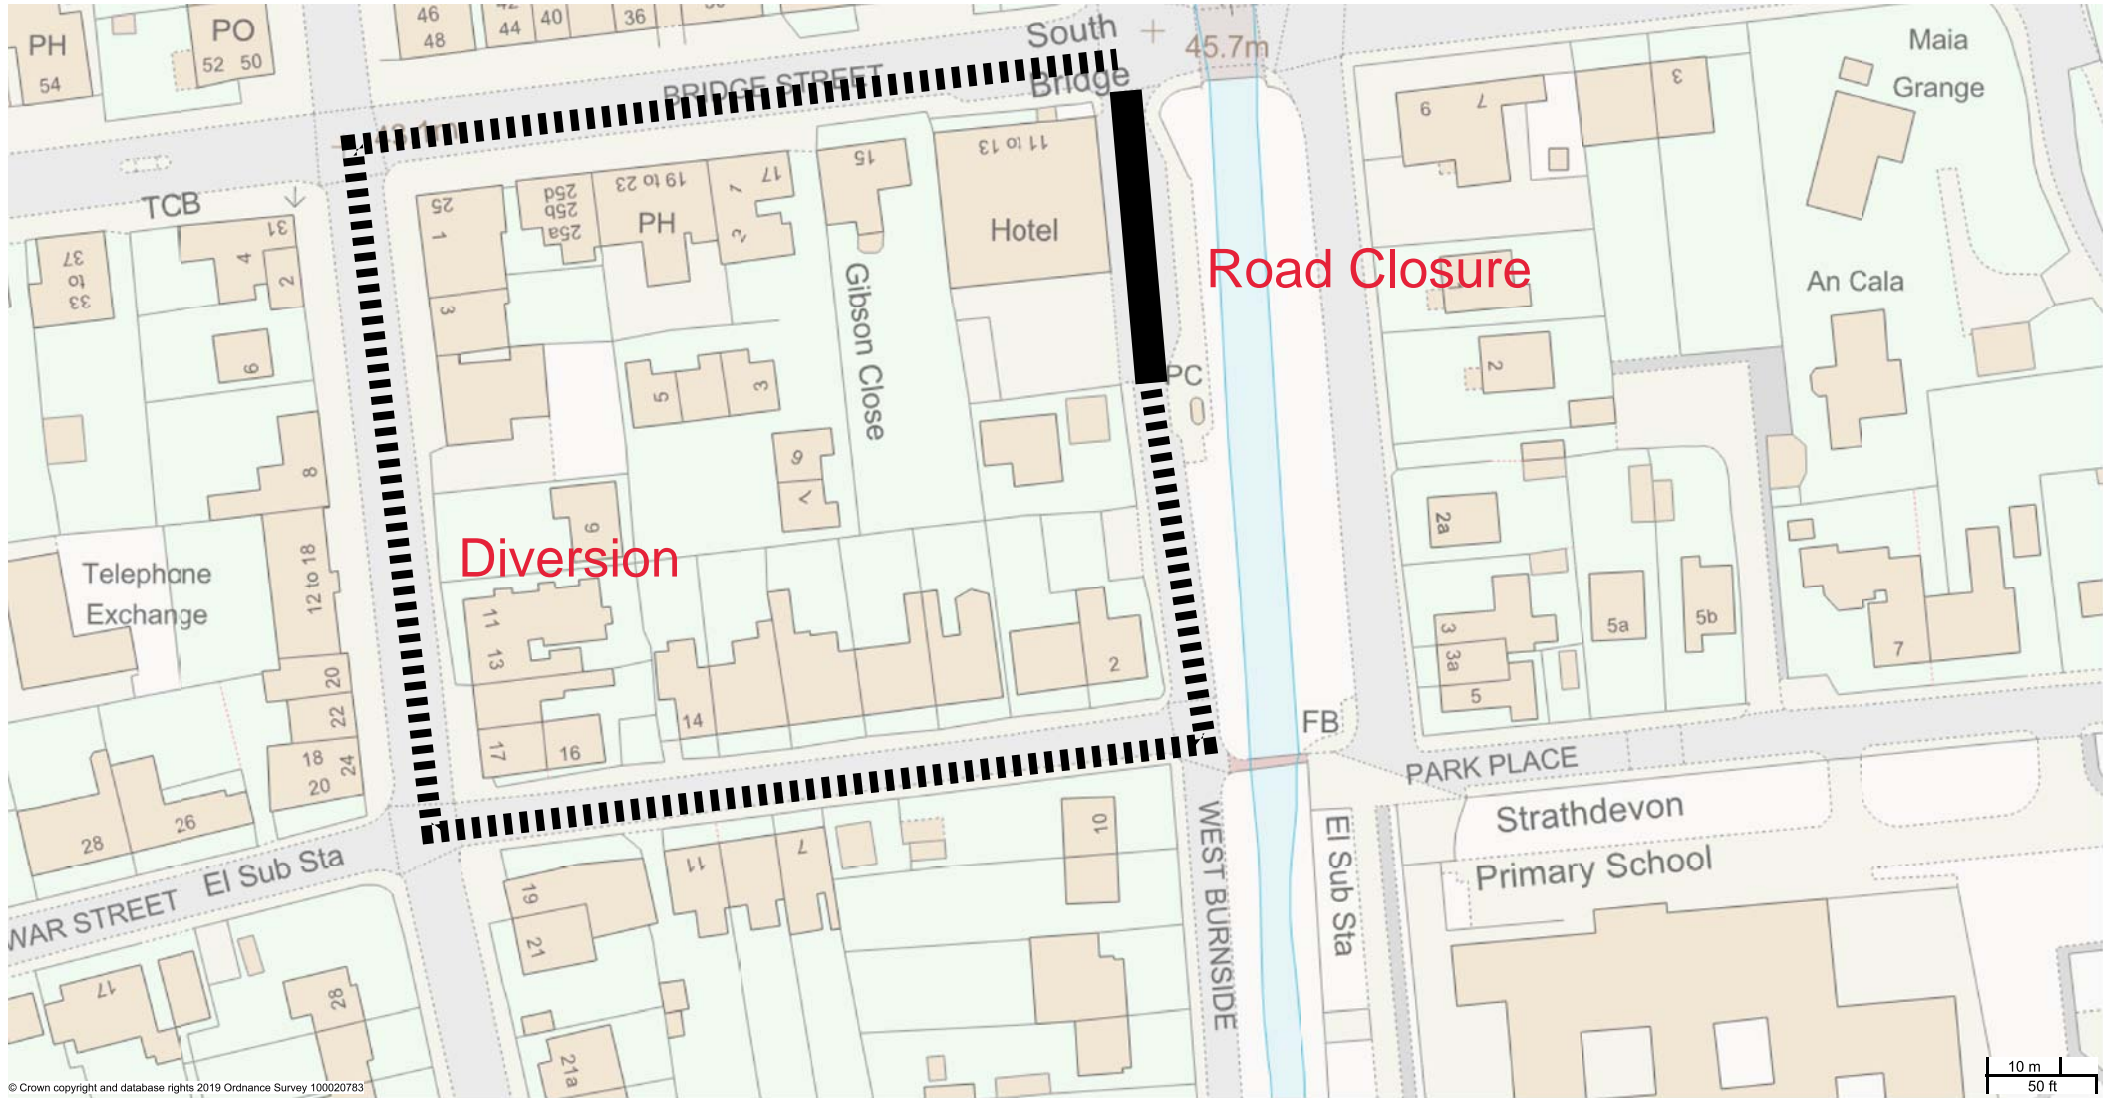 PH
54
PO
52 50
46
48
44
40
36
South
Bridge
45.7m
BRIDGE STREET
43.1m
TCB
37
to
33
31
4
2
6
8
25
1
3
25d
25b
25a
19 to 23
PH
17
15
11 to 13
Hotel
Gibson Close
5
3
9
Diversion
Road Closure
PC
9
7
3
Maia
Grange
An Cala
2
2a
3
3a
5
5a
5b
7
Telephone
Exchange
12 to 18
20
22
18
20
24
28
26
11
13
17
16
14
2
FB
PARK PLACE
Strathdevon
Primary School
El Sub Sta
WEST BURNSIDE
WAR STREET
El Sub Sta
17
28
19
21
21a
11
7
10
10 m
50 ft
© Crown copyright and database rights 2019 Ordnance Survey 100020783